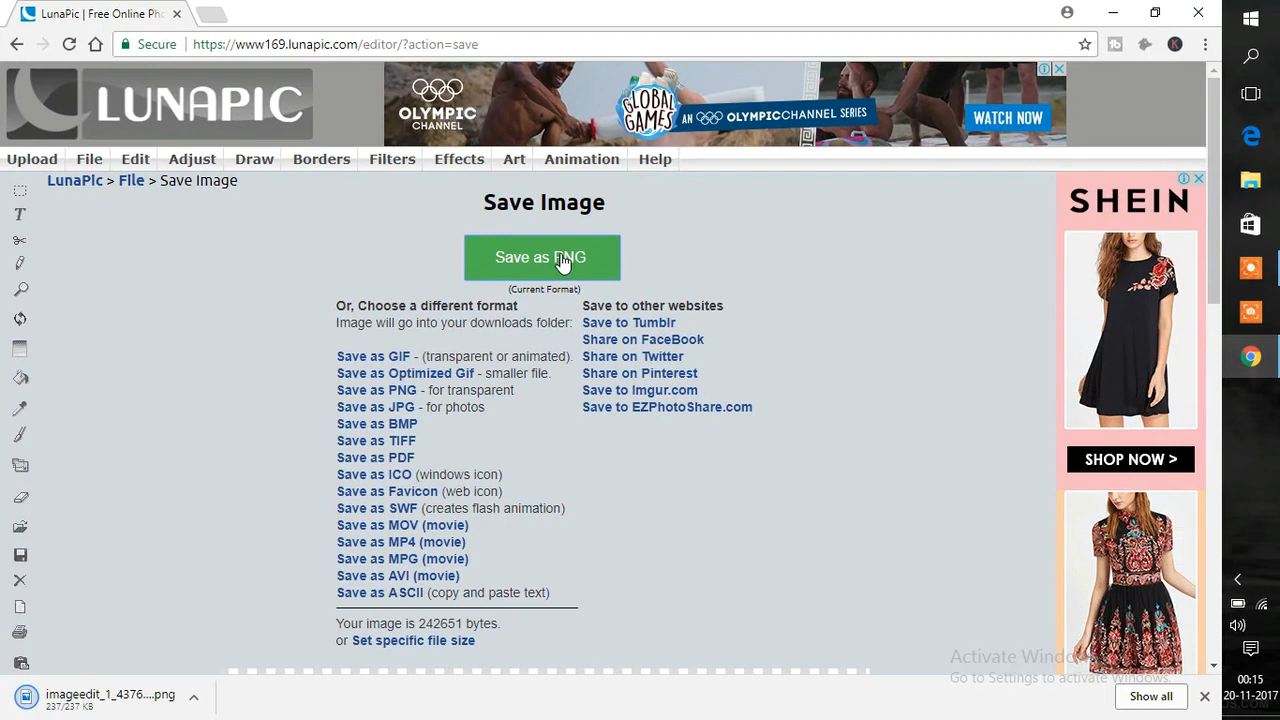 LunaPic | Free Online Pho
Secure
https://www169.lunapic.com/editor/?action=save
LUNAPIC
OLYMPIC
CHANNEL
GLOBAL
GAMES
AN OLYMPICCHANNEL SERIES
WATCH NOW
Upload File Edit Adjust Draw Borders Filters Effects Art Animation Help
LunaPic > File > Save Image
Save Image
Save as PNG
(Current Format)
Or, Choose a different format
Image will go into your downloads folder:
Save as GIF - (transparent or animated).
Save as Optimized Gif - smaller file.
Save as PNG - for transparent
Save as JPG - for photos
Save as BMP
Save as TIFF
Save as PDF
Save as ICO (windows icon)
Save as Favicon (web icon)
Save as SWF (creates flash animation)
Save as MOV (movie)
Save as MP4 (movie)
Save as MPG (movie)
Save as AVI (movie)
Save as ASCII (copy and paste text)
Your image is 242651 bytes.
or Set specific file size
Save to other websites
Save to Tumblr
Share on FaceBook
Share on Twitter
Share on Pinterest
Save to Imgur.com
Save to EZPhotoShare.com
SHEIN
SHOP NOW >
Activate Windows
Go to Settings to activate Windows.
imageedit_1_4376....png
237/237 KB
Show all
00:15
20-11-2017